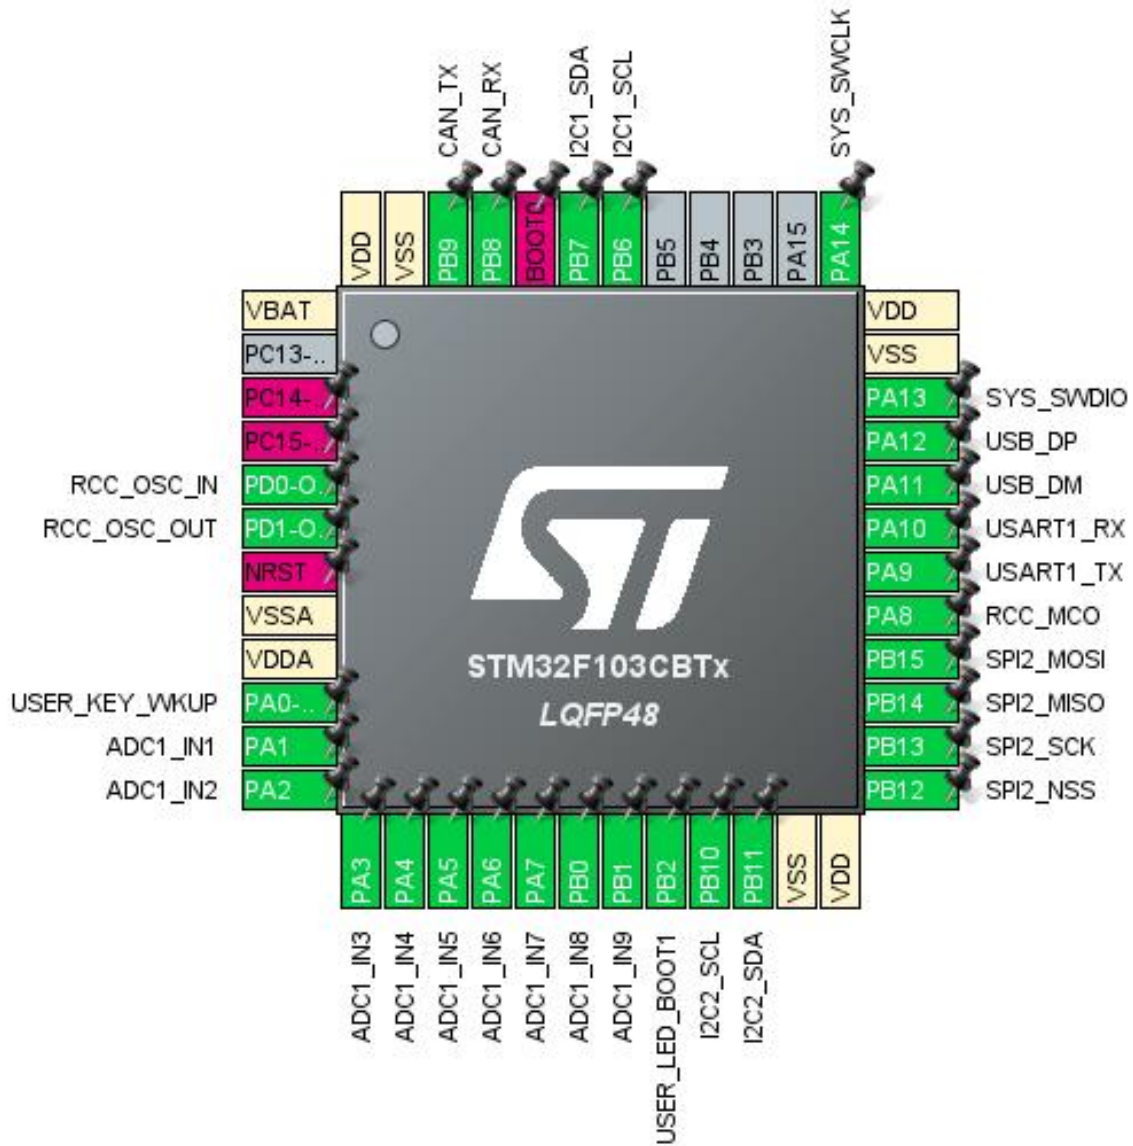 CAN_TX
CAN_RX
I2C1_SDA
I2C1_SCL
SYS_SWCLK
VDD
VSS
PB9
PB8
BOOT0
PB7
PB6
PB5
PB4
PB3
PA15
PA14
VBAT
PC13-..
PC14-..
PC15-..
RCC_OSC_IN PD0-O..
RCC_OSC_OUT PD1-O..
NRST
VSSA
VDDA
USER_KEY_WKUP PA0-..
ADC1_IN1 PA1
ADC1_IN2 PA2
VDD
VSS
PA13 SYS_SWDIO
PA12 USB_DP
PA11 USB_DM
PA10 USART1_RX
PA9 USART1_TX
PA8 RCC_MCO
PB15 SPI2_MOSI
PB14 SPI2_MISO
PB13 SPI2_SCK
PB12 SPI2_NSS
ST
STM32F103CBTx
LQFP48
PA3
PA4
PA5
PA6
PA7
PB0
PB1
PB2
PB10
PB11
VSS
VDD
ADC1_IN3
ADC1_IN4
ADC1_IN5
ADC1_IN6
ADC1_IN7
ADC1_IN8
ADC1_IN9
USER_LED_BOOT1
I2C2_SCL
I2C2_SDA